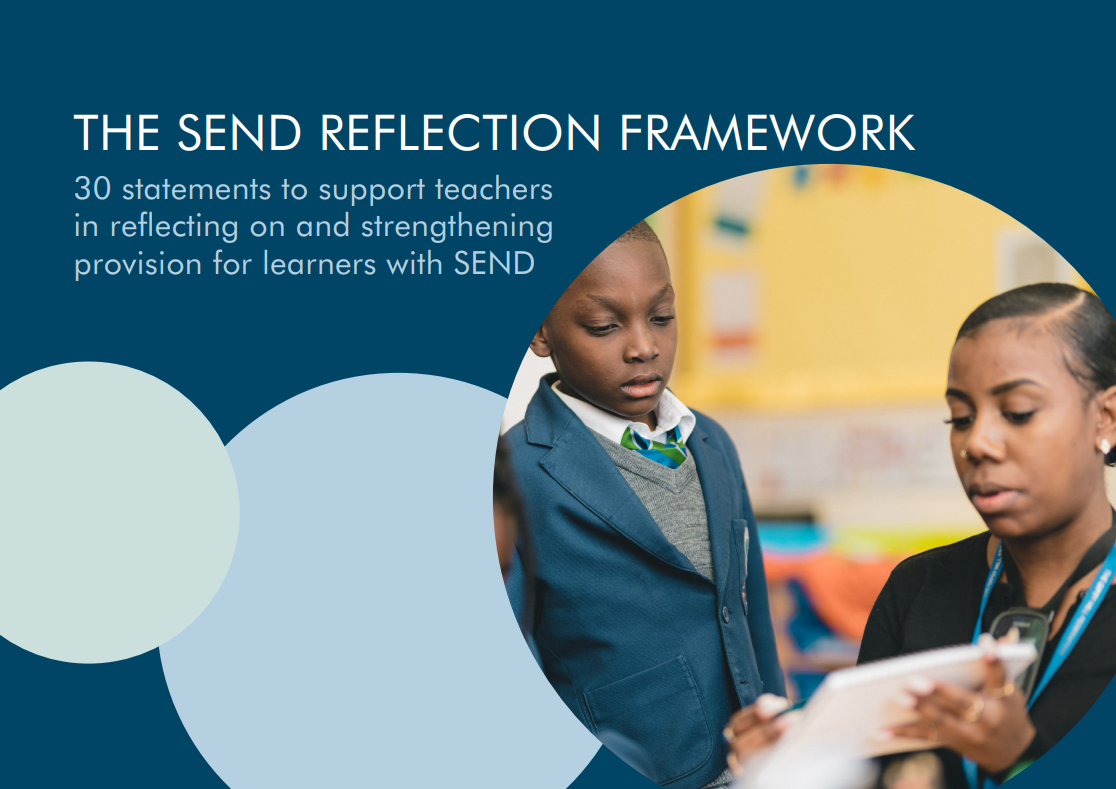 THE SEND REFLECTION FRAMEWORK
30 statements to support teachers
in reflecting on and strengthening
provision for learners with SEND